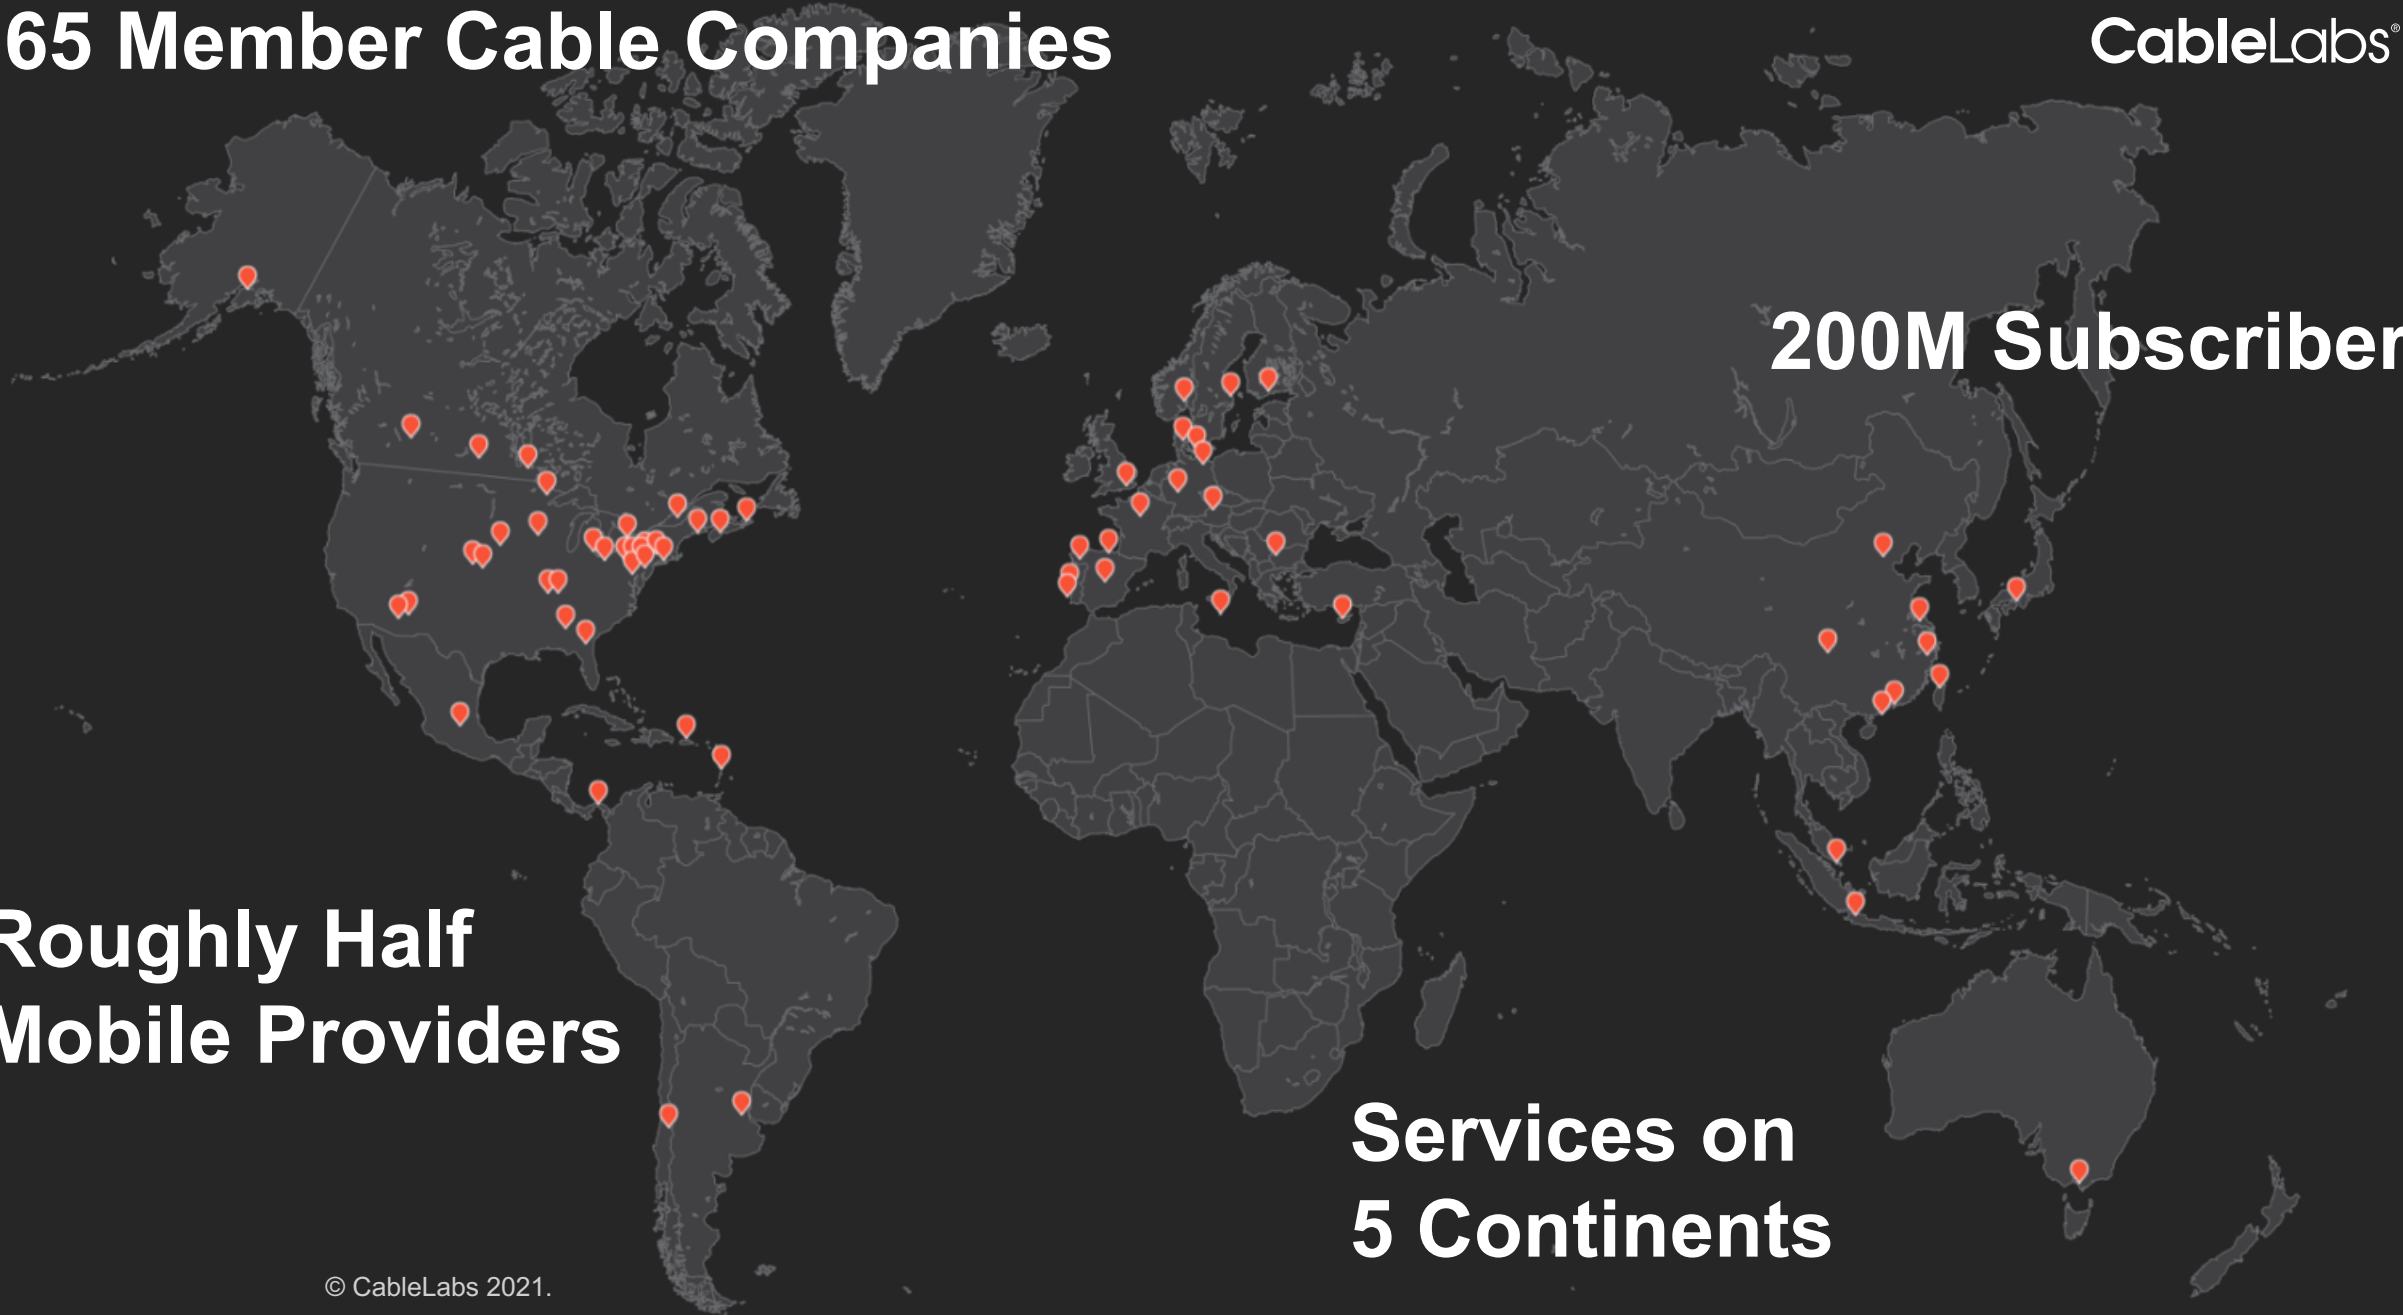 65 Member Cable Companies
CableLabs®
200M Subscriber
Roughly Half
Mobile Providers
Services on
5 Continents
© CableLabs 2021.